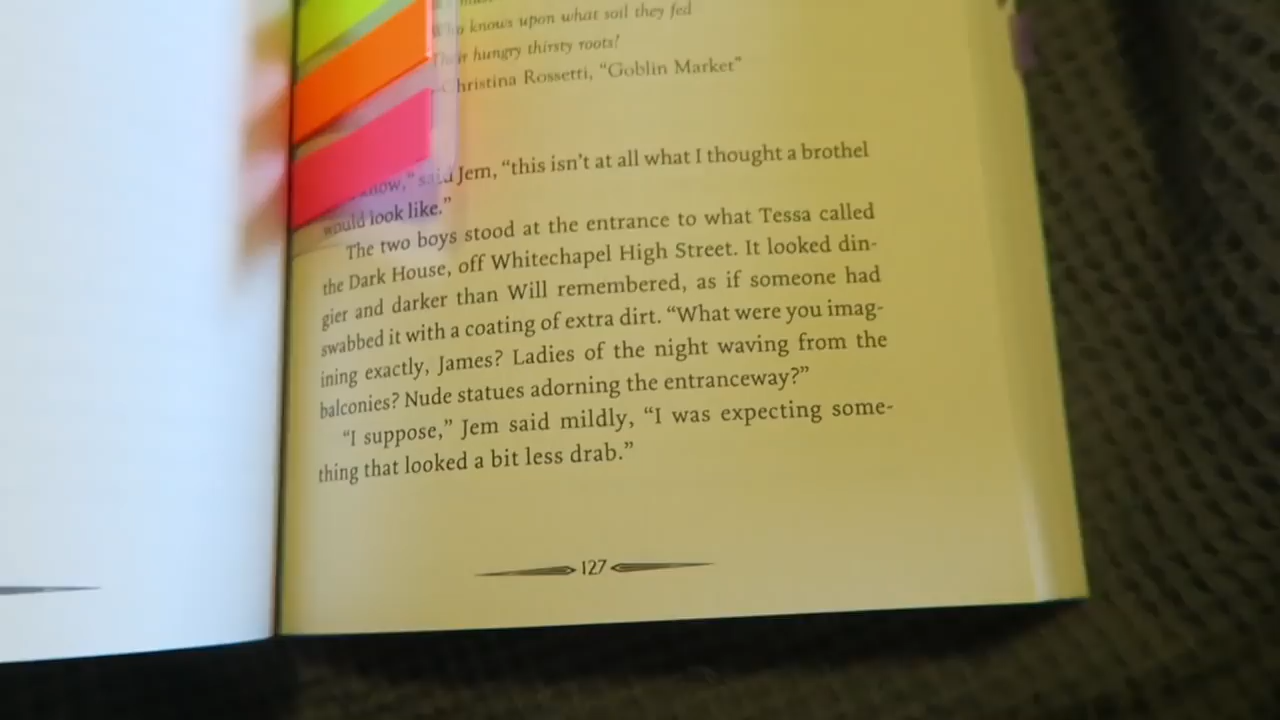 Who knows upon what soil they fed
Their hungry thirsty roots?
—Christina Rossetti, “Goblin Market”
know,” said Jem, “this isn’t at all what I thought a brothel
would look like.”
The two boys stood at the entrance to what Tessa called
the Dark House, off Whitechapel High Street. It looked din-
gier and darker than Will remembered, as if someone had
swabbed it with a coating of extra dirt. “What were you imag-
ining exactly, James? Ladies of the night waving from the
balconies? Nude statues adorning the entranceway?”
“I suppose,” Jem said mildly, “I was expecting some-
thing that looked a bit less drab.”
127